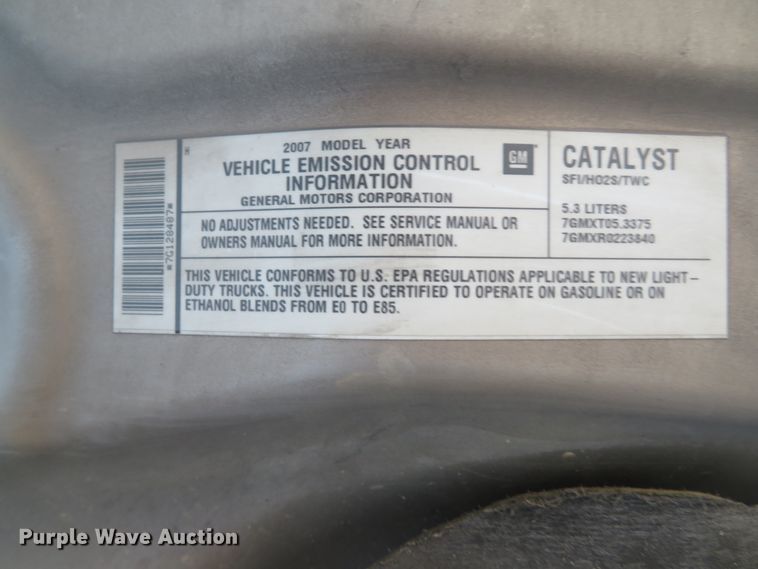 *7G120487*
H
2007 MODEL YEAR
VEHICLE EMISSION CONTROL
INFORMATION
GENERAL MOTORS CORPORATION
GM
NO ADJUSTMENTS NEEDED. SEE SERVICE MANUAL OR
OWNERS MANUAL FOR MORE INFORMATION.
CATALYST
SFI/HO2S/TWC
5.3 LITERS
7GMXT05.3375
7GMXR0223840
THIS VEHICLE CONFORMS TO U.S. EPA REGULATIONS APPLICABLE TO NEW LIGHT-
DUTY TRUCKS. THIS VEHICLE IS CERTIFIED TO OPERATE ON GASOLINE OR ON
ETHANOL BLENDS FROM E0 TO E85.
Purple Wave Auction